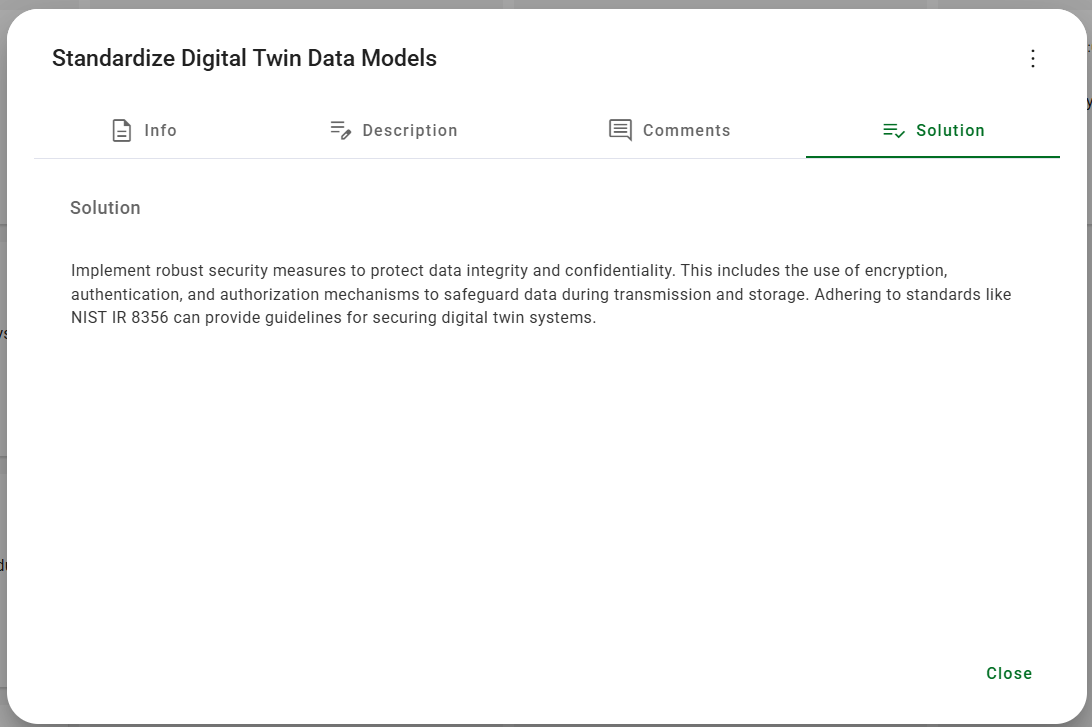 Standardize Digital Twin Data Models
Info
Description
Comments
Solution
Solution
Implement robust security measures to protect data integrity and confidentiality. This includes the use of encryption,
authentication, and authorization mechanisms to safeguard data during transmission and storage. Adhering to standards like
NIST IR 8356 can provide guidelines for securing digital twin systems.
Close